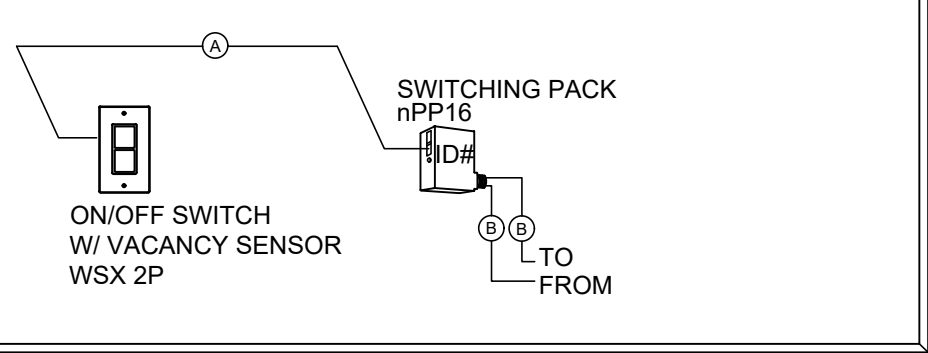 A
SWITCHING PACK
nPP16
ID#
ON/OFF SWITCH
W/ VACANCY SENSOR
WSX 2P
B
B
TO
FROM